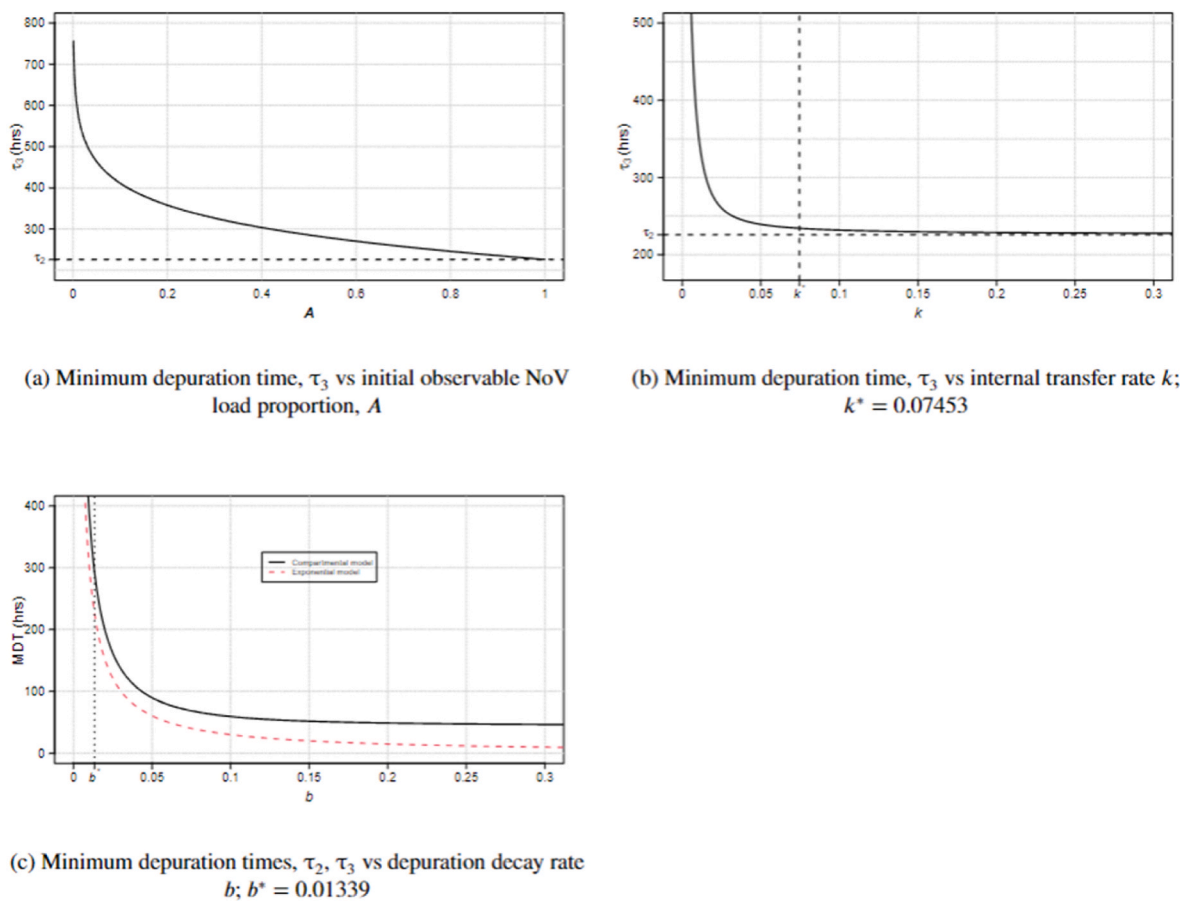 800
700
600
500
400
300
τ2
τ3 (hrs)
0 0.2 0.4 0.6 0.8 1
A
(a) Minimum depuration time, τ3 vs initial observable NoV
load proportion, A
500
400
300
τ2
200
τ3 (hrs)
0 0.05 k* 0.1 0.15 0.2 0.25 0.3
k
(b) Minimum depuration time, τ3 vs internal transfer rate k;
k* = 0.07453
400
300
200
100
0
MDT (hrs)
Compartmental model
Exponential model
0 b* 0.05 0.1 0.15 0.2 0.25 0.3
b
(c) Minimum depuration times, τ2, τ3 vs depuration decay rate
b; b* = 0.01339